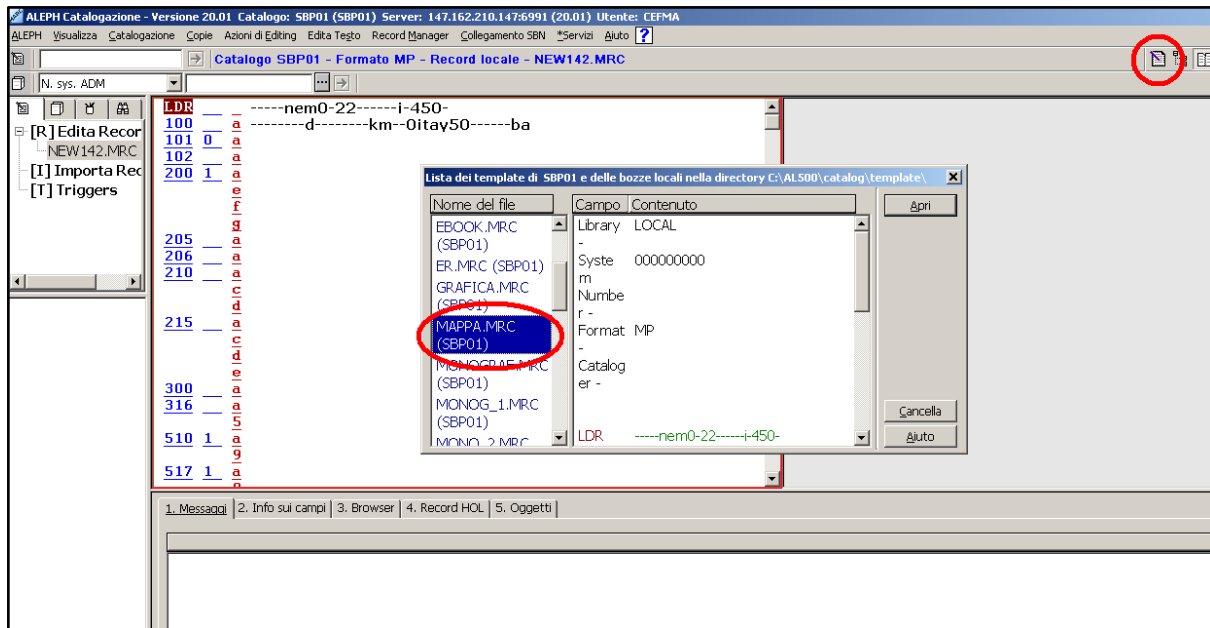 ALEPH Catalogazione - Versione 20.01 Catalogo: SBP01 (SBP01) Server: 147.162.210.147:6991 (20.01) Utente: CEFMA
ALEPH Visualizza Catalogazione Copie Azioni di Editing Edita Testo Record Manager Collegamento SBN *Servizi Aiuto ?
Catalogo SBP01 - Formato MP - Record locale - NEW142.MRC
N. sys. ADM
...
[R] Edita Recor
NEW142.MRC
[I] Importa Rec
[T] Triggers
LDR -----nem0-22------i-450-
100 a --------d--------km--0itay50------ba
101 0 a
102 a
200 1 a
e
f
g
205 a
206 a
210 a
c
d
215 a
c
d
e
300 a
316 a
5
510 1 a
9
517 1 a
Lista dei template di SBP01 e delle bozze locali nella directory C:\AL500\catalog\template\
Nome del file
EBOOK.MRC
(SBP01)
ER.MRC (SBP01)
GRAFICA.MRC
(SBP01)
MAPPA.MRC
(SBP01)
MONOGRAF.MRC
(SBP01)
MONOG_1.MRC
(SBP01)
MONO_2.MRC
Campo Contenuto
Library LOCAL
-
Syste 000000000
m
Numbe
r -
Format MP
-
Catalog
er -
LDR -----nem0-22------i-450-
Apri
Cancella
Aiuto
1. Messaggi 2. Info sui campi 3. Browser 4. Record HOL 5. Oggetti